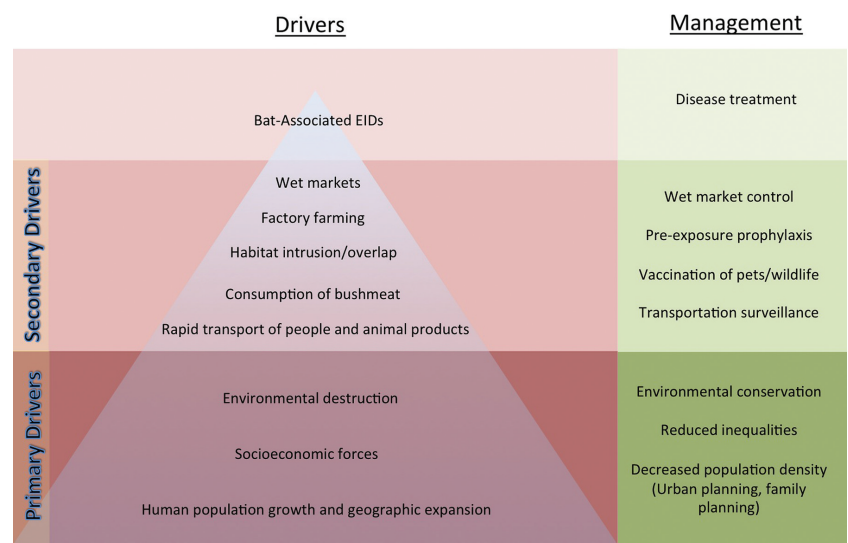 Drivers
Management
Bat-Associated EIDs
Disease treatment
Secondary Drivers
Wet markets
Factory farming
Habitat intrusion/overlap
Consumption of bushmeat
Rapid transport of people and animal products
Wet market control
Pre-exposure prophylaxis
Vaccination of pets/wildlife
Transportation surveillance
Primary Drivers
Environmental destruction
Socioeconomic forces
Human population growth and geographic expansion
Environmental conservation
Reduced inequalities
Decreased population density
(Urban planning, family
planning)